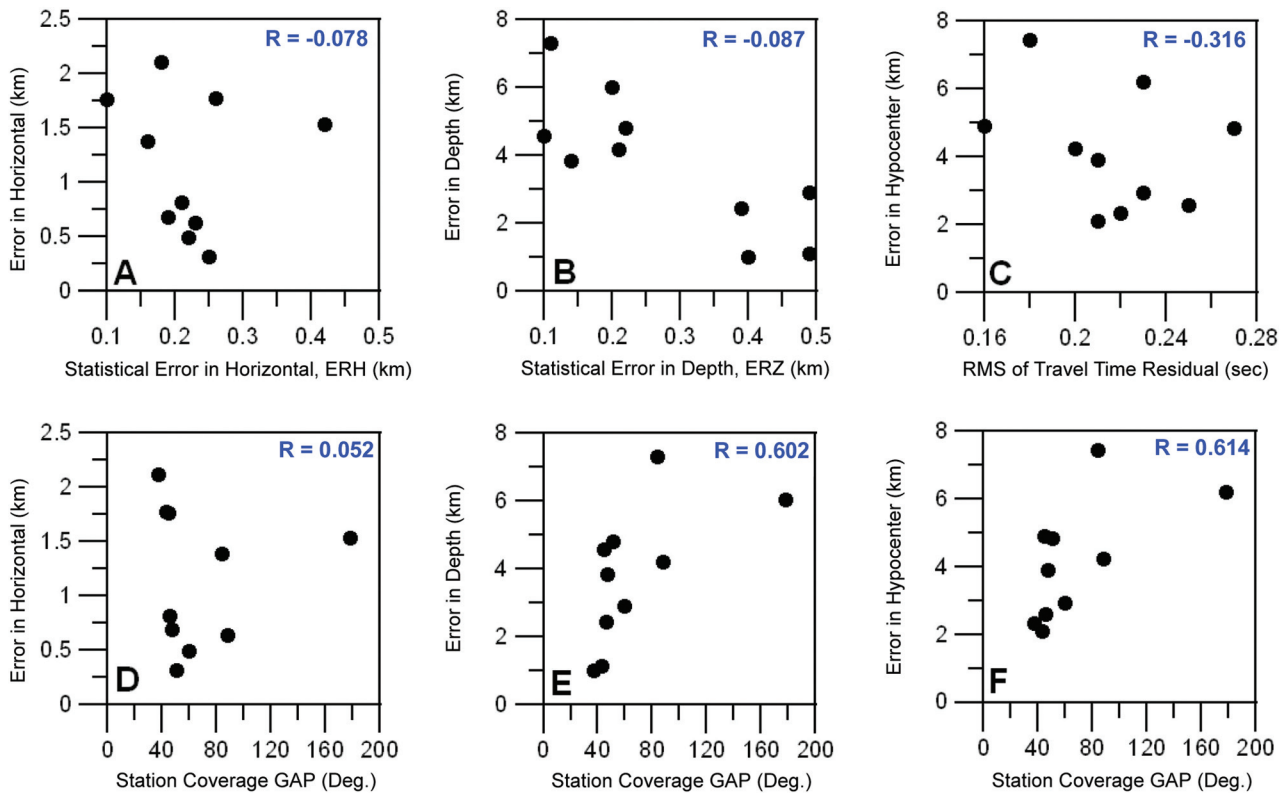 R = -0.078
2.5
2
1.5
1
0.5
0
Error in Horizontal (km)
A
0.1 0.2 0.3 0.4 0.5
Statistical Error in Horizontal, ERH (km)
R = -0.087
8
6
4
2
0
Error in Depth (km)
B
0.1 0.2 0.3 0.4 0.5
Statistical Error in Depth, ERZ (km)
R = -0.316
8
6
4
2
0
Error in Hypocenter (km)
C
0.16 0.2 0.24 0.28
RMS of Travel Time Residual (sec)
R = 0.052
2.5
2
1.5
1
0.5
0
Error in Horizontal (km)
D
0 40 80 120 160 200
Station Coverage GAP (Deg.)
R = 0.602
8
6
4
2
0
Error in Depth (km)
E
0 40 80 120 160 200
Station Coverage GAP (Deg.)
R = 0.614
8
6
4
2
0
Error in Hypocenter (km)
F
0 40 80 120 160 200
Station Coverage GAP (Deg.)